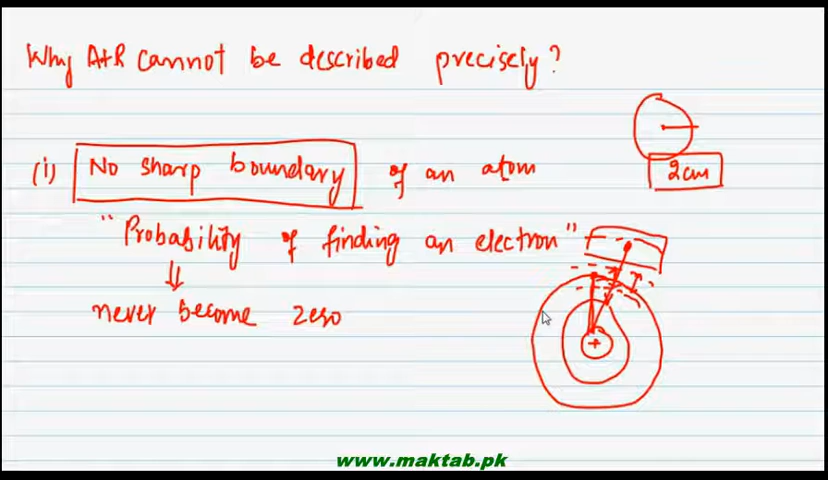 Why A+R cannot be described precisely?
(i) No sharp boundary of an atom
2cm
"Probability of finding an electron"
never become zero
+
www.maktab.pk